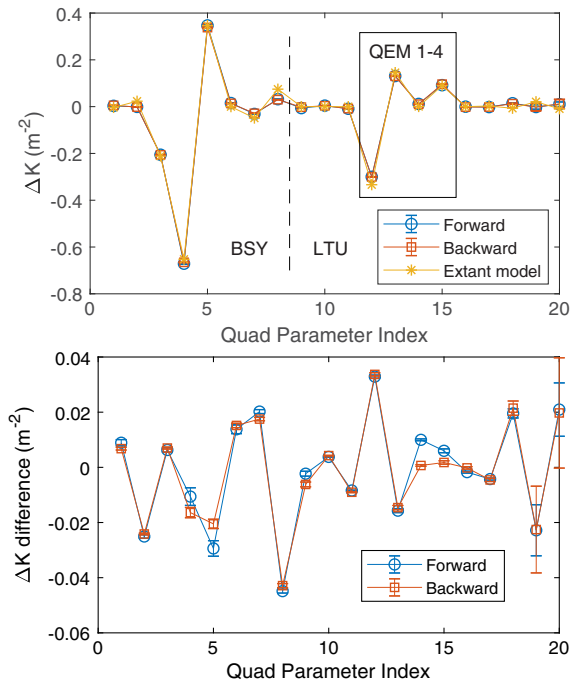 0.4
0.2
0
-0.2
-0.4
-0.6
-0.8
ΔK (m⁻²)
QEM 1-4
BSY
LTU
Forward
Backward
Extant model
0
5
10
15
20
Quad Parameter Index
0.04
0.02
0
-0.02
-0.04
-0.06
ΔK difference (m⁻²)
Forward
Backward
0
5
10
15
20
Quad Parameter Index